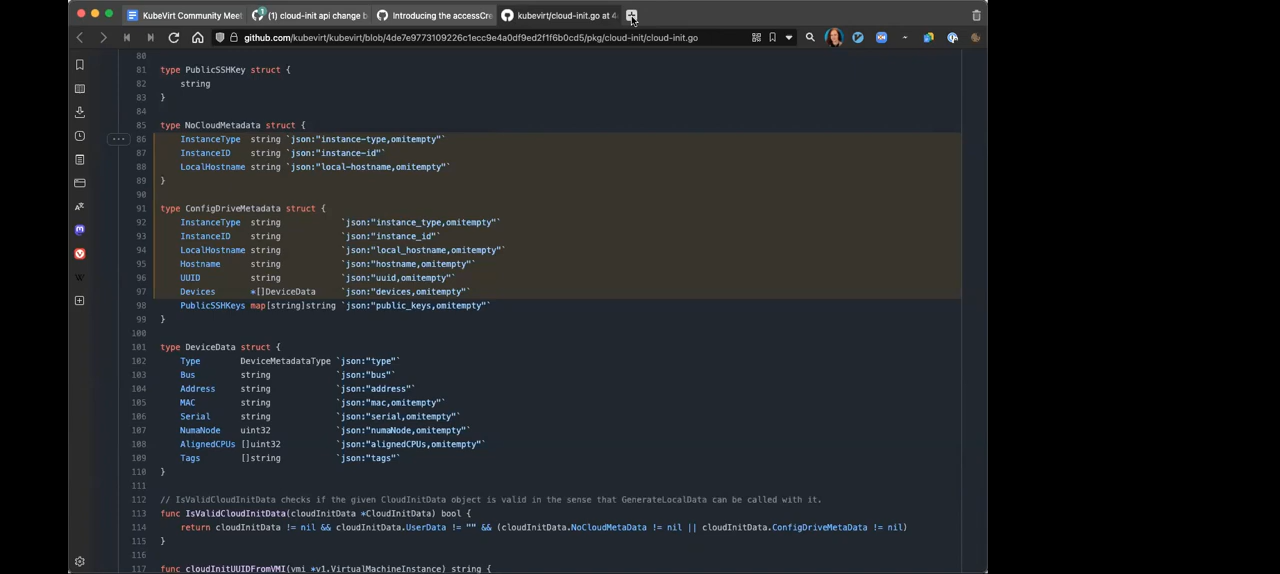 KubeVirt Community Meet
(1) cloud-init api change b
Introducing the accessCre
kubevirt/cloud-init.go at 4
github.com/kubevirt/kubevirt/blob/4de7e9773109226c1ecc9e4a0df9ed2f1f6b0cd5/pkg/cloud-init/cloud-init.go
80
81 type PublicSSHKey struct {
82 string
83 }
84
85 type NoCloudMetadata struct {
86 InstanceType string `json:"instance-type,omitempty"`
87 InstanceID string `json:"instance-id"`
88 LocalHostname string `json:"local-hostname,omitempty"`
89 }
90
91 type ConfigDriveMetadata struct {
92 InstanceType string `json:"instance_type,omitempty"`
93 InstanceID string `json:"instance_id"`
94 LocalHostname string `json:"local_hostname,omitempty"`
95 Hostname string `json:"hostname,omitempty"`
96 UUID string `json:"uuid,omitempty"`
97 Devices *[]DeviceData `json:"devices,omitempty"`
98 PublicSSHKeys map[string]string `json:"public_keys,omitempty"`
99 }
100
101 type DeviceData struct {
102 Type DeviceMetadataType `json:"type"`
103 Bus string `json:"bus"`
104 Address string `json:"address"`
105 MAC string `json:"mac,omitempty"`
106 Serial string `json:"serial,omitempty"`
107 NumaNode uint32 `json:"numaNode,omitempty"`
108 AlignedCPUs []uint32 `json:"alignedCPUs,omitempty"`
109 Tags []string `json:"tags"`
110 }
111
112 // IsValidCloudInitData checks if the given CloudInitData object is valid in the sense that GenerateLocalData can be called with it.
113 func IsValidCloudInitData(cloudInitData *CloudInitData) bool {
114 return cloudInitData != nil && cloudInitData.UserData != "" && (cloudInitData.NoCloudMetaData != nil || cloudInitData.ConfigDriveMetaData != nil)
115 }
116
117 func cloudInitUUIDFromVMI(vmi *v1.VirtualMachineInstance) string {